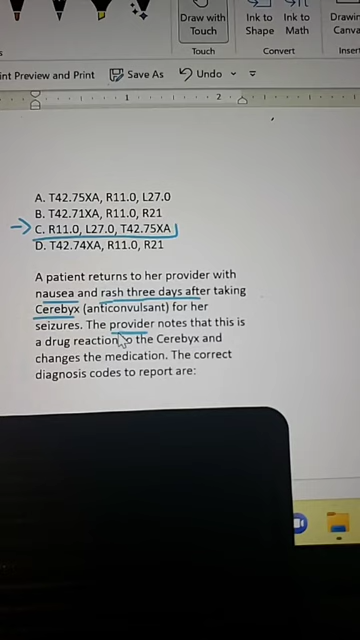 Draw with
Touch
Ink to
Shape
Ink to
Math
Drawin
Canva
Touch
Convert
Insert
int Preview and Print
Save As
Undo
1
2
A. T42.75XA, R11.0, L27.0
B. T42.71XA, R11.0, R21
C. R11.0, L27.0, T42.75XA
D. T42.74XA, R11.0, R21
A patient returns to her provider with
nausea and rash three days after taking
Cerebyx (anticonvulsant) for her
seizures. The provider notes that this is
a drug reaction to the Cerebyx and
changes the medication. The correct
diagnosis codes to report are: